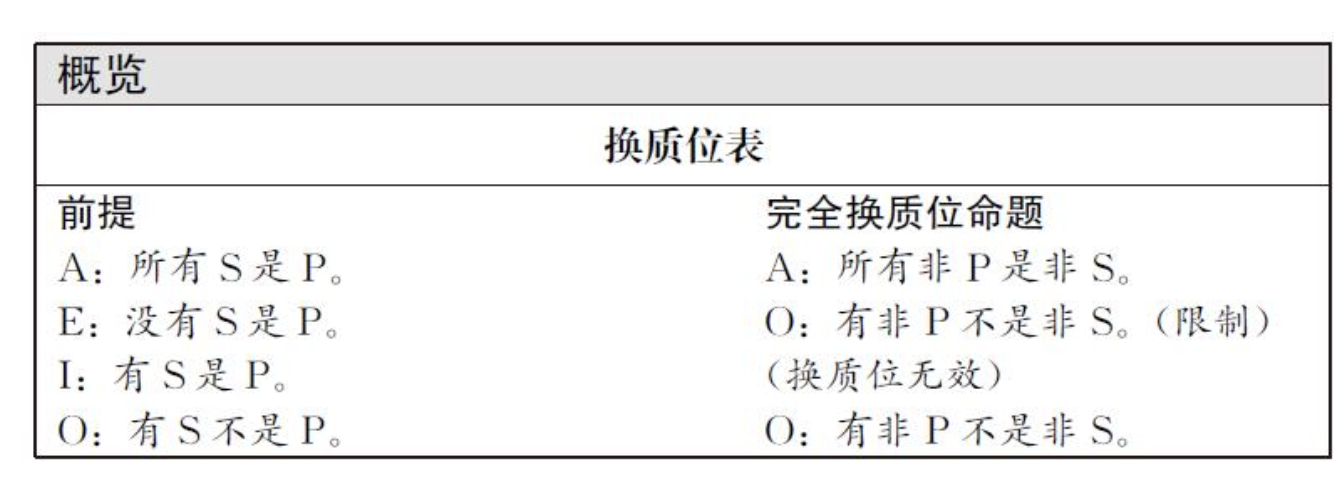 概览
换质位表
前提 完全换质位命题
A：所有 S 是 P。 A：所有非 P 是非 S。
E：没有 S 是 P。 O：有非 P 不是非 S。（限制）
I：有 S 是 P。 （换质位无效）
O：有 S 不是 P。 O：有非 P 不是非 S。